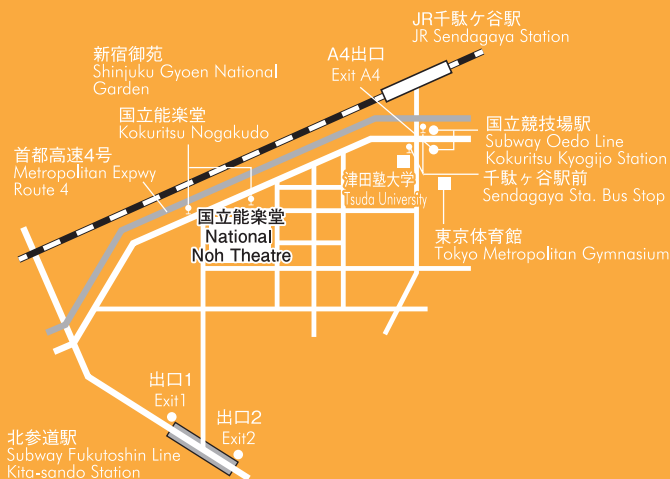 JR千駄ケ谷駅
JR Sendagaya Station
新宿御苑
Shinjuku Gyoen National
Garden
A4出口
Exit A4
国立能楽堂
Kokuritsu Nogakudo
国立競技場駅
Subway Oedo Line
Kokuritsu Kyogijo Station
首都高速4号
Metropolitan Expwy
Route 4
津田塾大学
Tsuda University
千駄ヶ谷駅前
Sendagaya Sta. Bus Stop
国立能楽堂
National
Noh Theatre
東京体育館
Tokyo Metropolitan Gymnasium
出口1
Exit1
出口2
Exit2
北参道駅
Subway Fukutoshin Line
Kita-sando Station